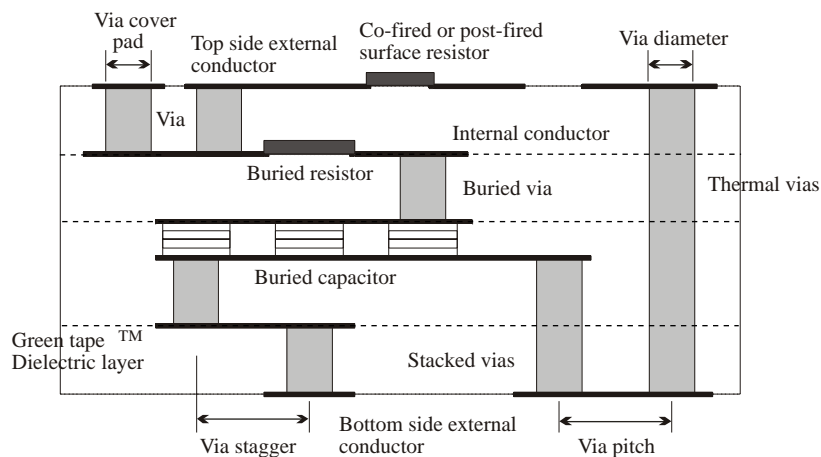 Via cover
pad
Top side external
conductor
Co-fired or post-fired
surface resistor
Via diameter
Via
Internal conductor
Buried resistor
Buried via
Thermal vias
Buried capacitor
Green tape TM
Dielectric layer
Stacked vias
Via stagger
Bottom side external
conductor
Via pitch